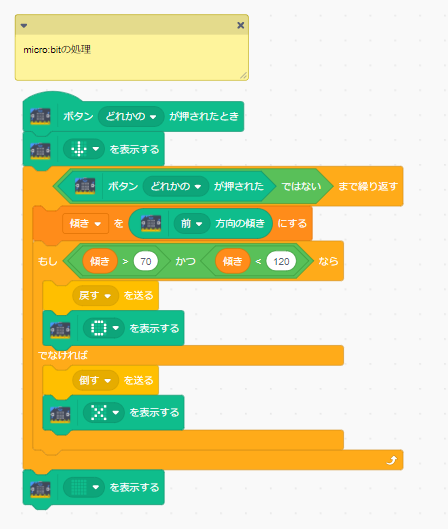 micro:bitの処理
ボタン どれかの が押されたとき
を表示する
ボタン どれかの が押された ではない まで繰り返す
傾き を 前 方向の傾き にする
もし 傾き > 70 かつ 傾き < 120 なら
戻す を送る
を表示する
でなければ
倒す を送る
を表示する
を表示する